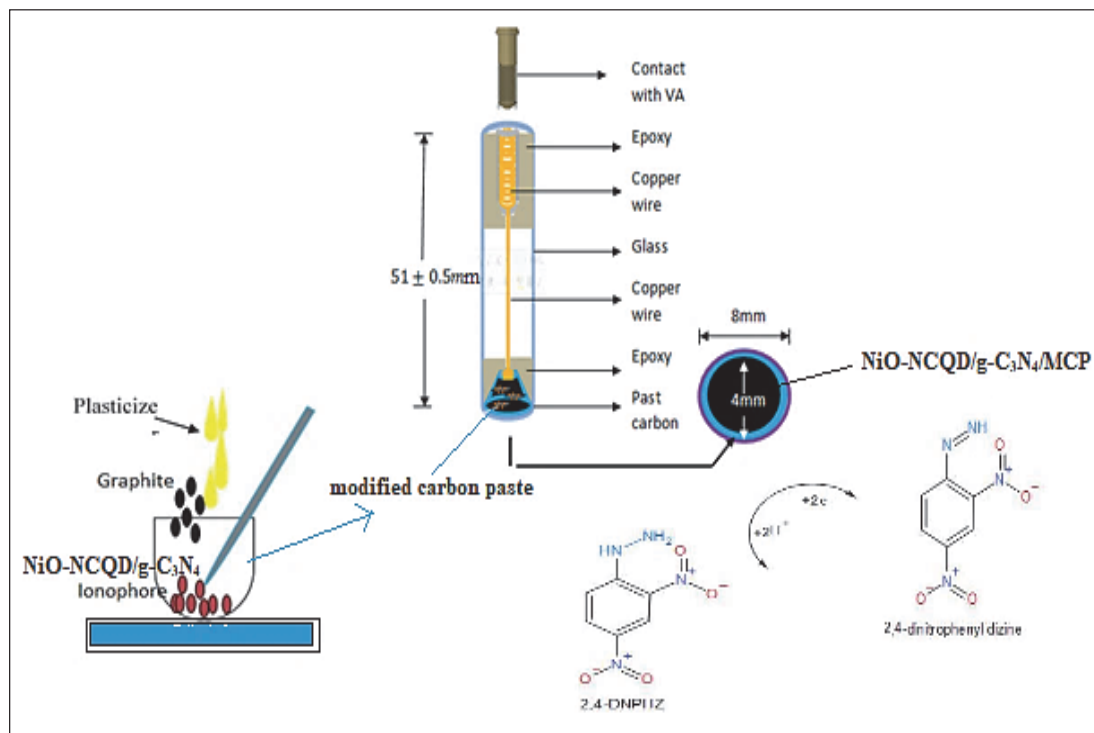 Contact
with VA
Epoxy
Copper
wire
Glass
51 ± 0.5mm
Copper
wire
8mm
Epoxy
NiO-NCQD/g-C₃N₄/MCP
4mm
Past
carbon
Plasticize
Graphite
modified carbon paste
NiO-NCQD/g-C₃N₄
Ionophore
NH
N
O
N⁺
O⁻
N⁺
⁻O
O
2,4-dinitrophenyl dizine
+2e
+2H⁺
HN
NH₂
O
N⁺
O⁻
N⁺
O⁻
O
2,4-DNPHZ